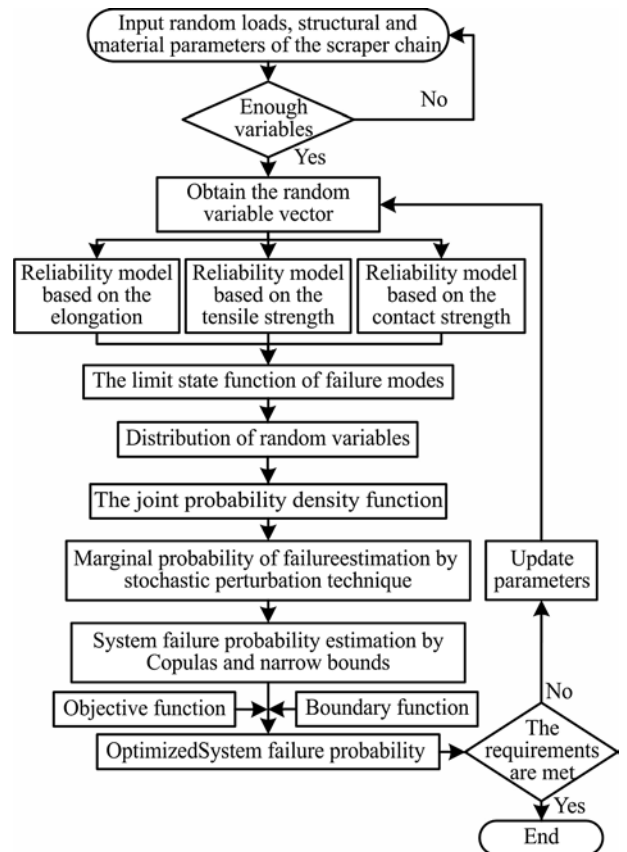 Input random loads, structural and
material parameters of the scraper chain
No
Enough
variables
Yes
Obtain the random
variable vector
Reliability model
based on the
elongation
Reliability model
based on the
tensile strength
Reliability model
based on the
contact strength
The limit state function of failure modes
Distribution of random variables
The joint probability density function
Marginal probability of failureestimation by
stochastic perturbation technique
Update
parameters
System failure probability estimation by
Copulas and narrow bounds
No
Objective function
Boundary function
OptimizedSystem failure probability
The
requirements
are met
Yes
End